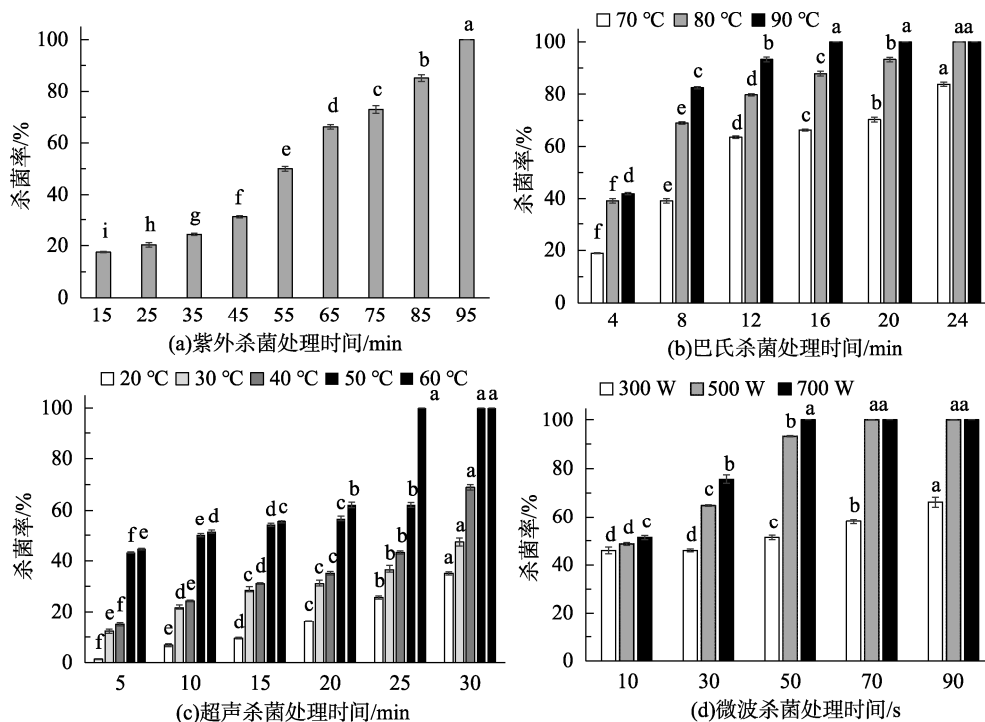 a
100
b
80
c
d
杀菌率/%
60
e
40
f
g
h
i
20
0
15 25 35 45 55 65 75 85 95
(a)紫外杀菌处理时间/min
70 ℃ 80 ℃ 90 ℃
a a aa
100
b b
c d c a
80
e
d c b
杀菌率/%
60
f d e
40
f
20
0
4 8 12 16 20 24
(b)巴氏杀菌处理时间/min
20 ℃ 30 ℃ 40 ℃ 50 ℃ 60 ℃
a a a
100
80
a
杀菌率/%
60
f e e d d c c b b a
40
c d c c b b a
d e
20
e f c b
f e d
0
5 10 15 20 25 30
(c)超声杀菌处理时间/min
300 W 500 W 700 W
a aa aa
100
b
80
b
c a
杀菌率/%
60
d d c d c b
40
20
0
10 30 50 70 90
(d)微波杀菌处理时间/s